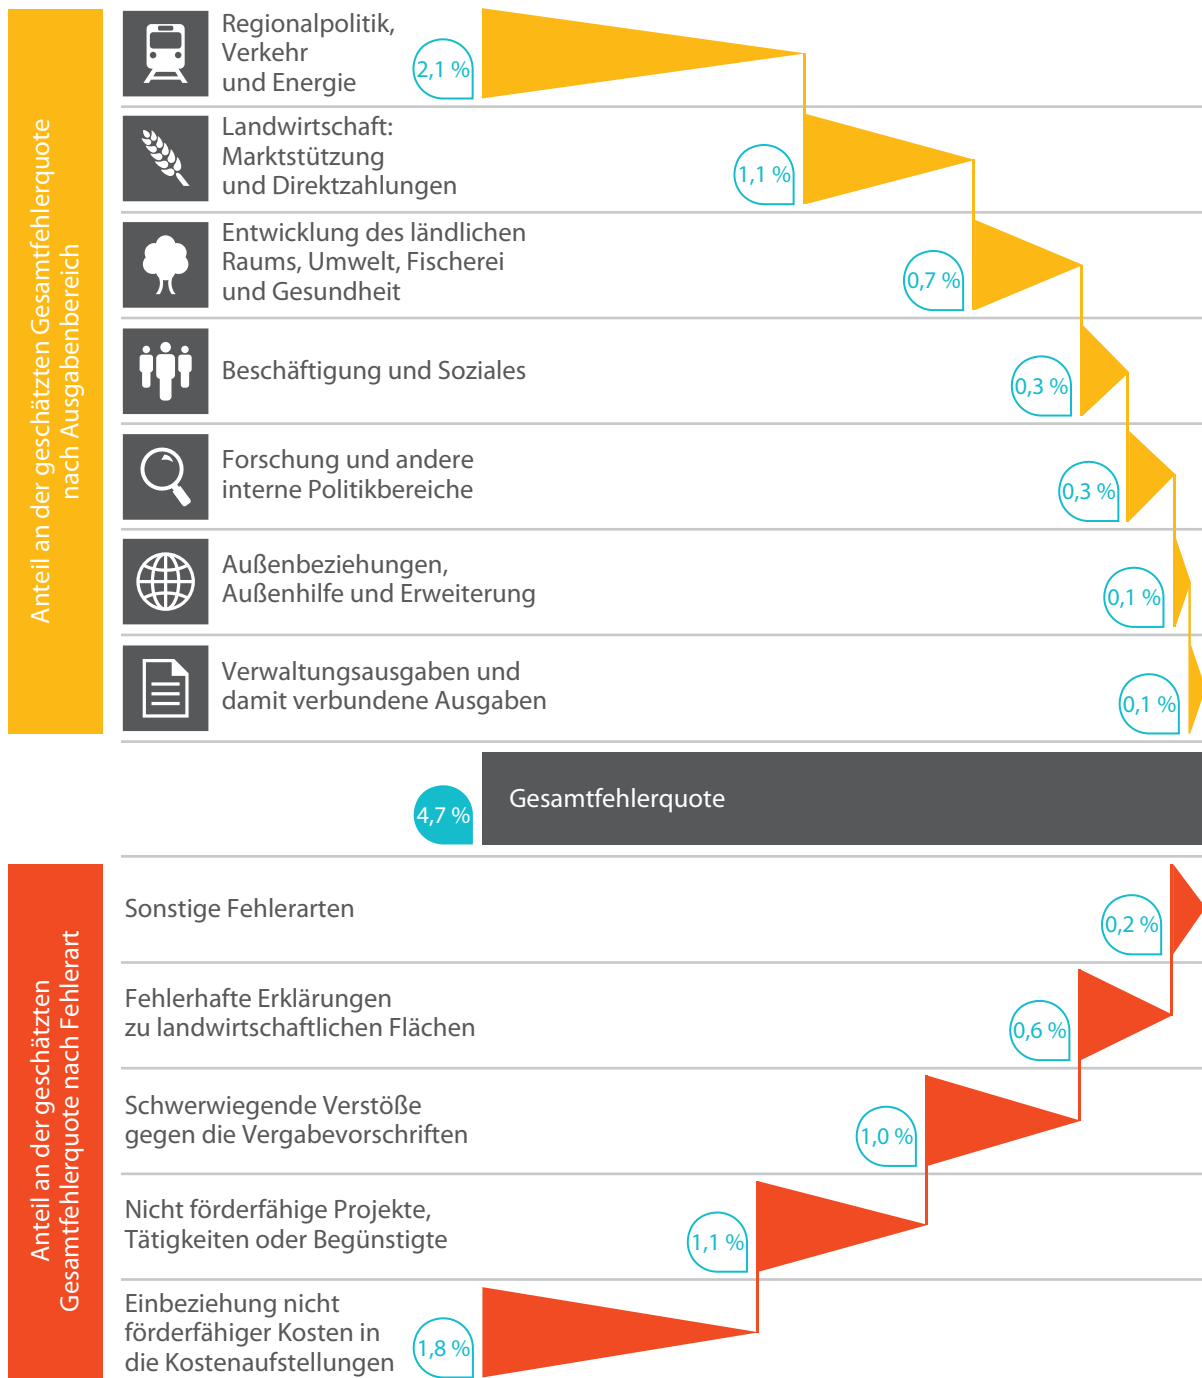 Anteil an der geschätzten Gesamtfehlerquote
nach Ausgabenbereich
Regionalpolitik,
Verkehr
und Energie
2,1 %
Landwirtschaft:
Marktstützung
und Direktzahlungen
1,1 %
Entwicklung des ländlichen
Raums, Umwelt, Fischerei
und Gesundheit
0,7 %
Beschäftigung und Soziales
0,3 %
Forschung und andere
interne Politikbereiche
0,3 %
Außenbeziehungen,
Außenhilfe und Erweiterung
0,1 %
Verwaltungsausgaben und
damit verbundene Ausgaben
0,1 %
4,7 %
Gesamtfehlerquote
Anteil an der geschätzten
Gesamtfehlerquote nach Fehlerart
Sonstige Fehlerarten
0,2 %
Fehlerhafte Erklärungen
zu landwirtschaftlichen Flächen
0,6 %
Schwerwiegende Verstöße
gegen die Vergabevorschriften
1,0 %
Nicht förderfähige Projekte,
Tätigkeiten oder Begünstigte
1,1 %
Einbeziehung nicht
förderfähiger Kosten in
die Kostenaufstellungen
1,8 %